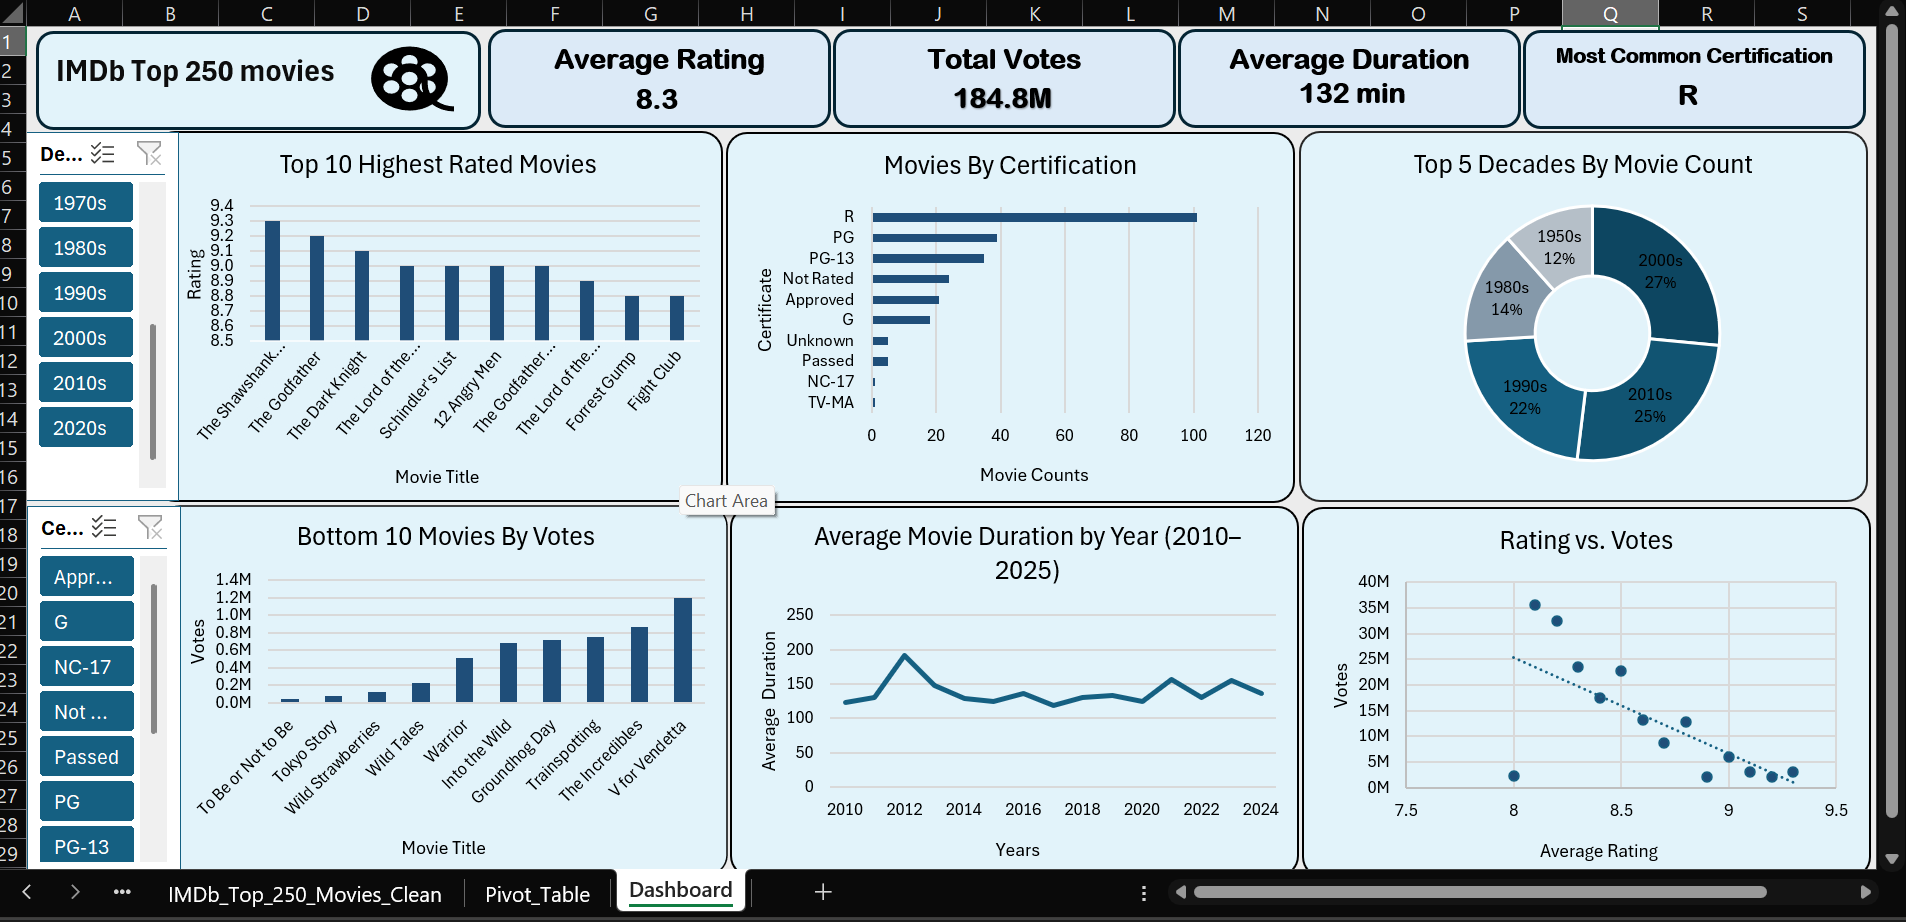 A B C D E F G H I J K L M N O P Q R S
1
2
3
4
5
6
7
8
9
10
11
12
13
14
15
16
17
18
19
20
21
22
23
24
25
26
27
28
29
IMDb Top 250 movies
Average Rating
8.3
Total Votes
184.8M
Average Duration
132 min
Most Common Certification
R
De...
1970s
1980s
1990s
2000s
2010s
2020s
Top 10 Highest Rated Movies
Rating
9.4
9.3
9.2
9.1
9.0
8.9
8.8
8.7
8.6
8.5
The Shawshank...
The Godfather
The Dark Knight
The Lord of the...
Schindler's List
12 Angry Men
The Godfather...
The Lord of the...
Forrest Gump
Fight Club
Movie Title
Movies By Certification
Certificate
R
PG
PG-13
Not Rated
Approved
G
Unknown
Passed
NC-17
TV-MA
0 20 40 60 80 100 120
Movie Counts
Chart Area
Top 5 Decades By Movie Count
1950s
12%
2000s
27%
1980s
14%
1990s
22%
2010s
25%
Ce...
Appr...
G
NC-17
Not ...
Passed
PG
PG-13
Bottom 10 Movies By Votes
Votes
1.4M
1.2M
1.0M
0.8M
0.6M
0.4M
0.2M
0.0M
To Be or Not to Be
Tokyo Story
Wild Strawberries
Wild Tales
Warrior
Into the Wild
Groundhog Day
Trainspotting
The Incredibles
V for Vendetta
Movie Title
Average Movie Duration by Year (2010–
2025)
Average Duration
250
200
150
100
50
0
2010 2012 2014 2016 2018 2020 2022 2024
Years
Rating vs. Votes
Votes
40M
35M
30M
25M
20M
15M
10M
5M
0M
7.5 8 8.5 9 9.5
Average Rating
IMDb_Top_250_Movies_Clean
Pivot_Table
Dashboard